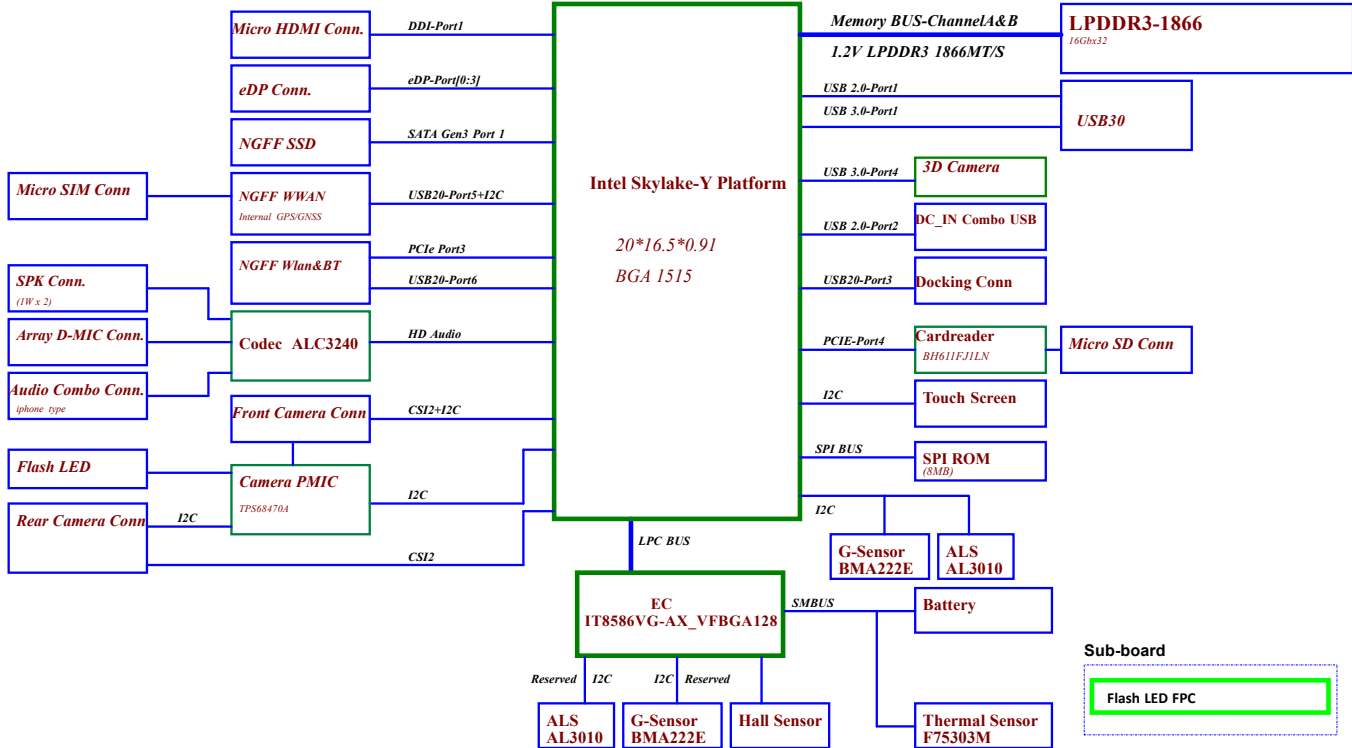 Micro HDMI Conn.
DDI-Port1
eDP Conn.
eDP-Port[0:3]
NGFF SSD
SATA Gen3 Port 1
Micro SIM Conn
NGFF WWAN
Internal GPS/GNSS
USB20-Port5+I2C
NGFF Wlan&BT
PCIe Port3
USB20-Port6
SPK Conn.
(1W x 2)
Array D-MIC Conn.
Audio Combo Conn.
iphone type
Codec ALC3240
HD Audio
Front Camera Conn
CSI2+I2C
Flash LED
Camera PMIC
TPS68470A
I2C
Rear Camera Conn
I2C
CSI2
Intel Skylake-Y Platform
20*16.5*0.91
BGA 1515
Memory BUS-ChannelA&B
1.2V LPDDR3 1866MT/S
LPDDR3-1866
16Gbx32
USB 2.0-Port1
USB 3.0-Port1
USB30
USB 3.0-Port4
3D Camera
USB 2.0-Port2
DC_IN Combo USB
USB20-Port3
Docking Conn
PCIE-Port4
Cardreader
BH611FJ1LN
Micro SD Conn
I2C
Touch Screen
SPI BUS
SPI ROM
(8MB)
I2C
G-Sensor
BMA222E
ALS
AL3010
LPC BUS
EC
IT8586VG-AX_VFBGA128
SMBUS
Battery
Thermal Sensor
F75303M
Reserved I2C
I2C Reserved
ALS
AL3010
G-Sensor
BMA222E
Hall Sensor
Sub-board
Flash LED FPC